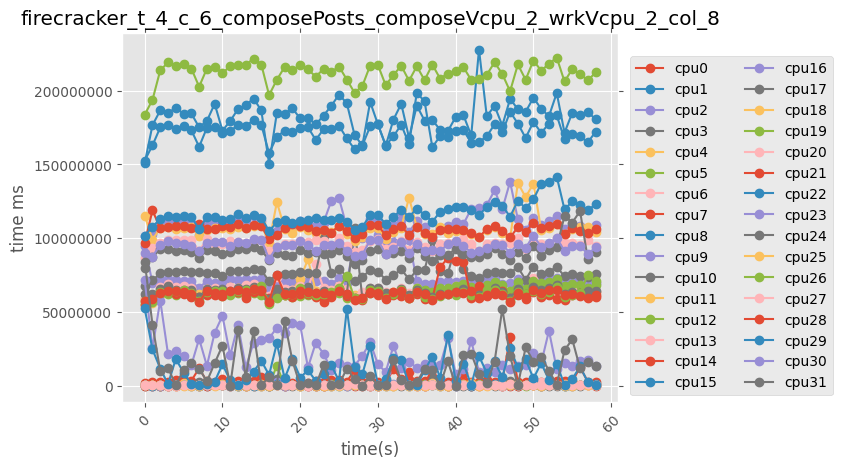 firecracker_t_4_c_6_composePosts_composeVcpu_2_wrkVcpu_2_col_8
200000000
150000000
100000000
50000000
0
time ms
0
10
20
30
40
50
60
time(s)
cpu0
cpu1
cpu2
cpu3
cpu4
cpu5
cpu6
cpu7
cpu8
cpu9
cpu10
cpu11
cpu12
cpu13
cpu14
cpu15
cpu16
cpu17
cpu18
cpu19
cpu20
cpu21
cpu22
cpu23
cpu24
cpu25
cpu26
cpu27
cpu28
cpu29
cpu30
cpu31